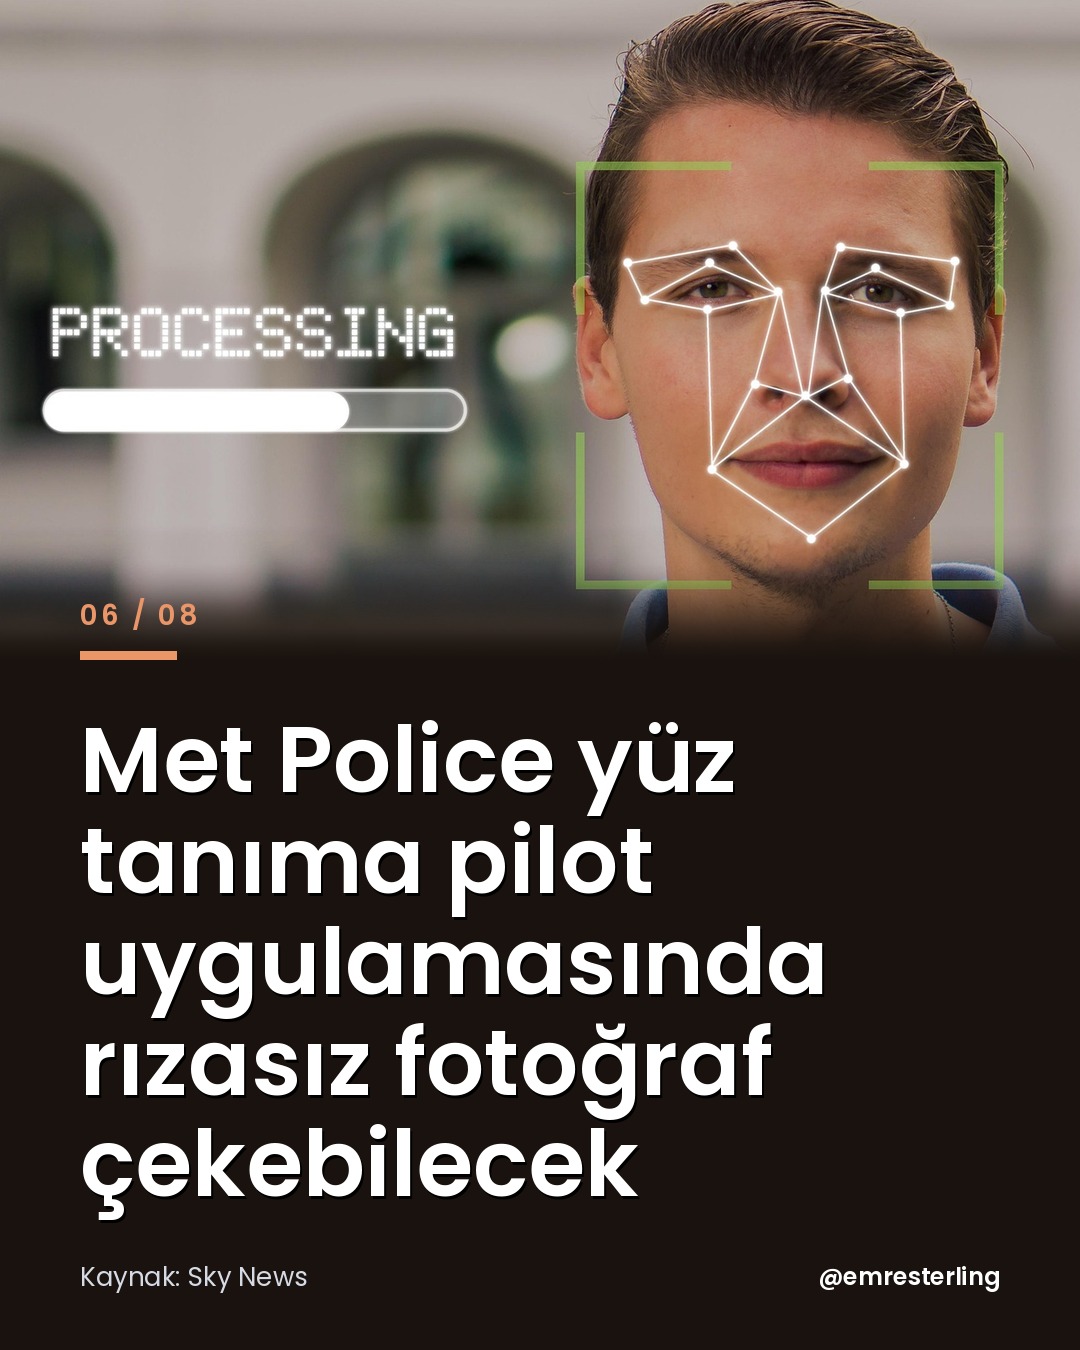 PROCESSING
06 / 08
Met Police yüz
tanıma pilot
uygulamasında
rızasız fotoğraf
çekebilecek
Kaynak: Sky News
@emresterling